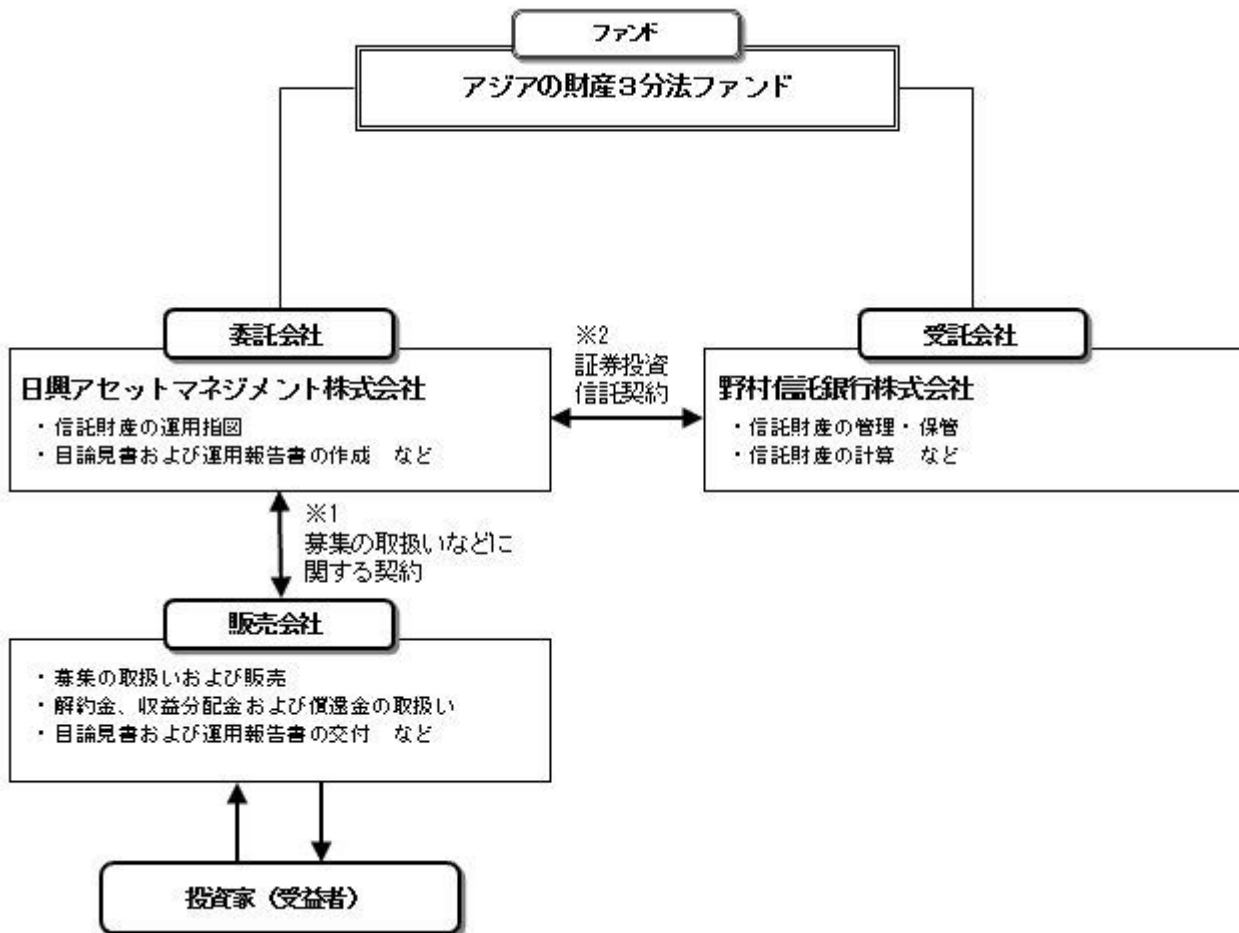 ファンド
アジアの財産3分法ファンド
委託会社
日興アセットマネジメント株式会社
・信託財産の運用指図
・目論見書および運用報告書の作成　など
※2
証券投資
信託契約
受託会社
野村信託銀行株式会社
・信託財産の管理・保管
・信託財産の計算　など
※1
募集の取扱いなどに
関する契約
販売会社
・募集の取扱いおよび販売
・解約金、収益分配金および償還金の取扱い
・目論見書および運用報告書の交付　など
投資家（受益者）